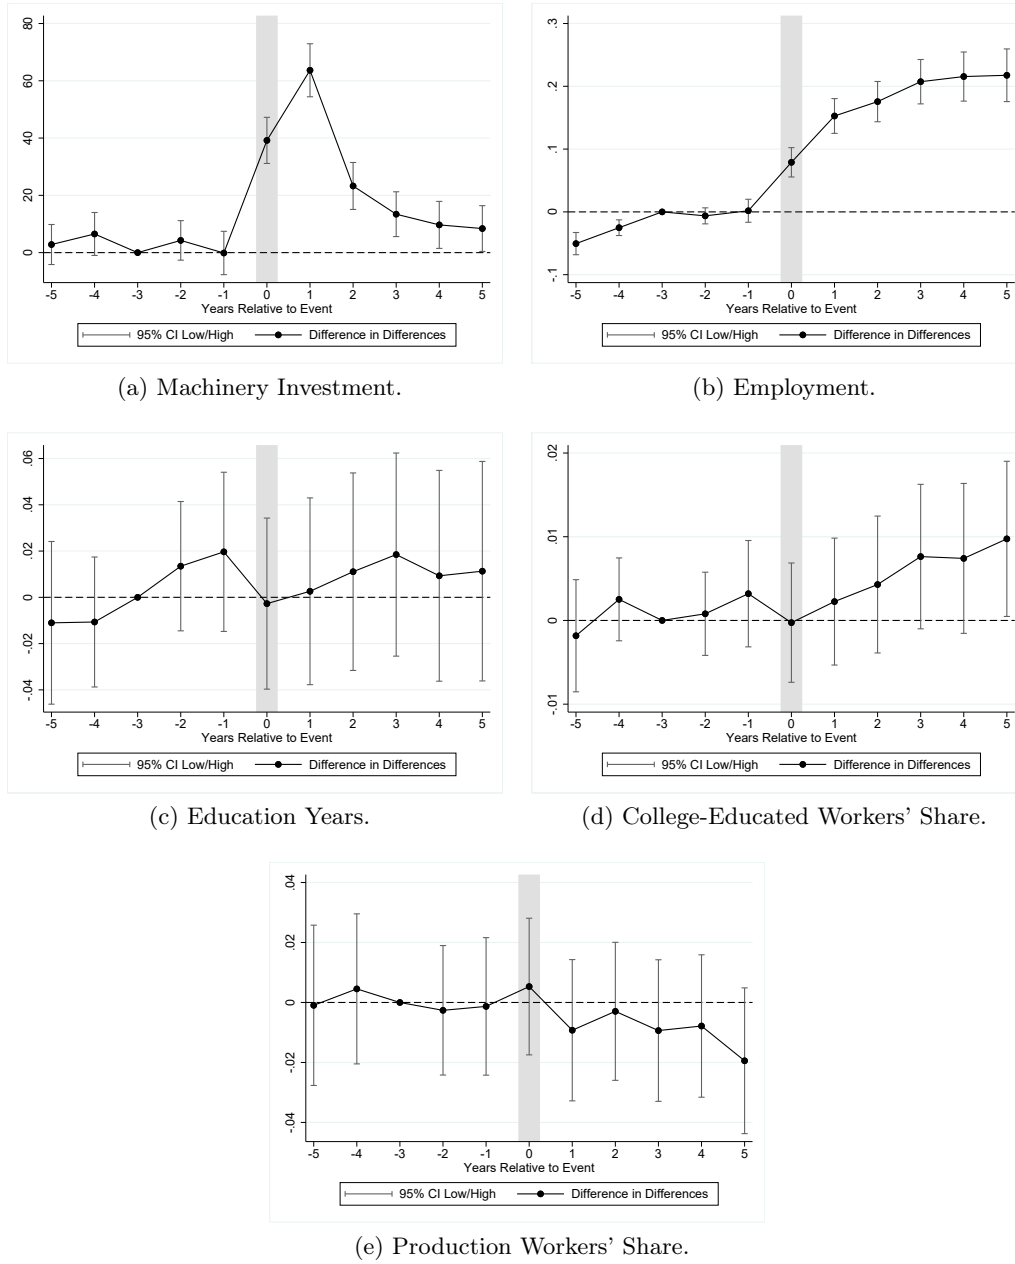 80
60
40
20
0
-5 -4 -3 -2 -1 0 1 2 3 4 5
Years Relative to Event
95% CI Low/High Difference in Differences
(a) Machinery Investment.
.3
.2
.1
0
-.1
-5 -4 -3 -2 -1 0 1 2 3 4 5
Years Relative to Event
95% CI Low/High Difference in Differences
(b) Employment.
.06
.04
.02
0
-.02
-.04
-5 -4 -3 -2 -1 0 1 2 3 4 5
Years Relative to Event
95% CI Low/High Difference in Differences
(c) Education Years.
.02
.01
0
-.01
-5 -4 -3 -2 -1 0 1 2 3 4 5
Years Relative to Event
95% CI Low/High Difference in Differences
(d) College-Educated Workers’ Share.
.04
.02
0
-.02
-.04
-5 -4 -3 -2 -1 0 1 2 3 4 5
Years Relative to Event
95% CI Low/High Difference in Differences
(e) Production Workers’ Share.